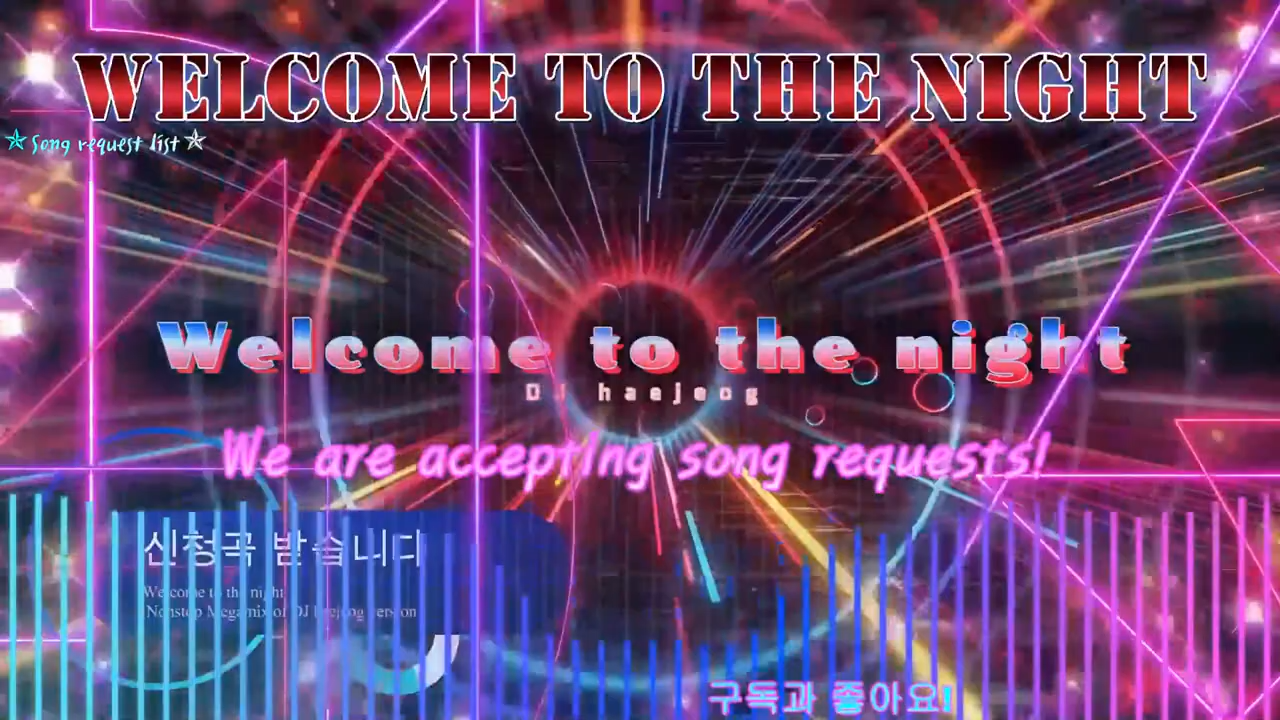 WELCOME TO THE NIGHT
☆Song request list☆
Welcome to the night
DJ haejeog
We are accepting song requests!
신청곡 받습니다
Welcome to the night
Nonstop Megamix of DJ haejeog version
구독과 좋아요!